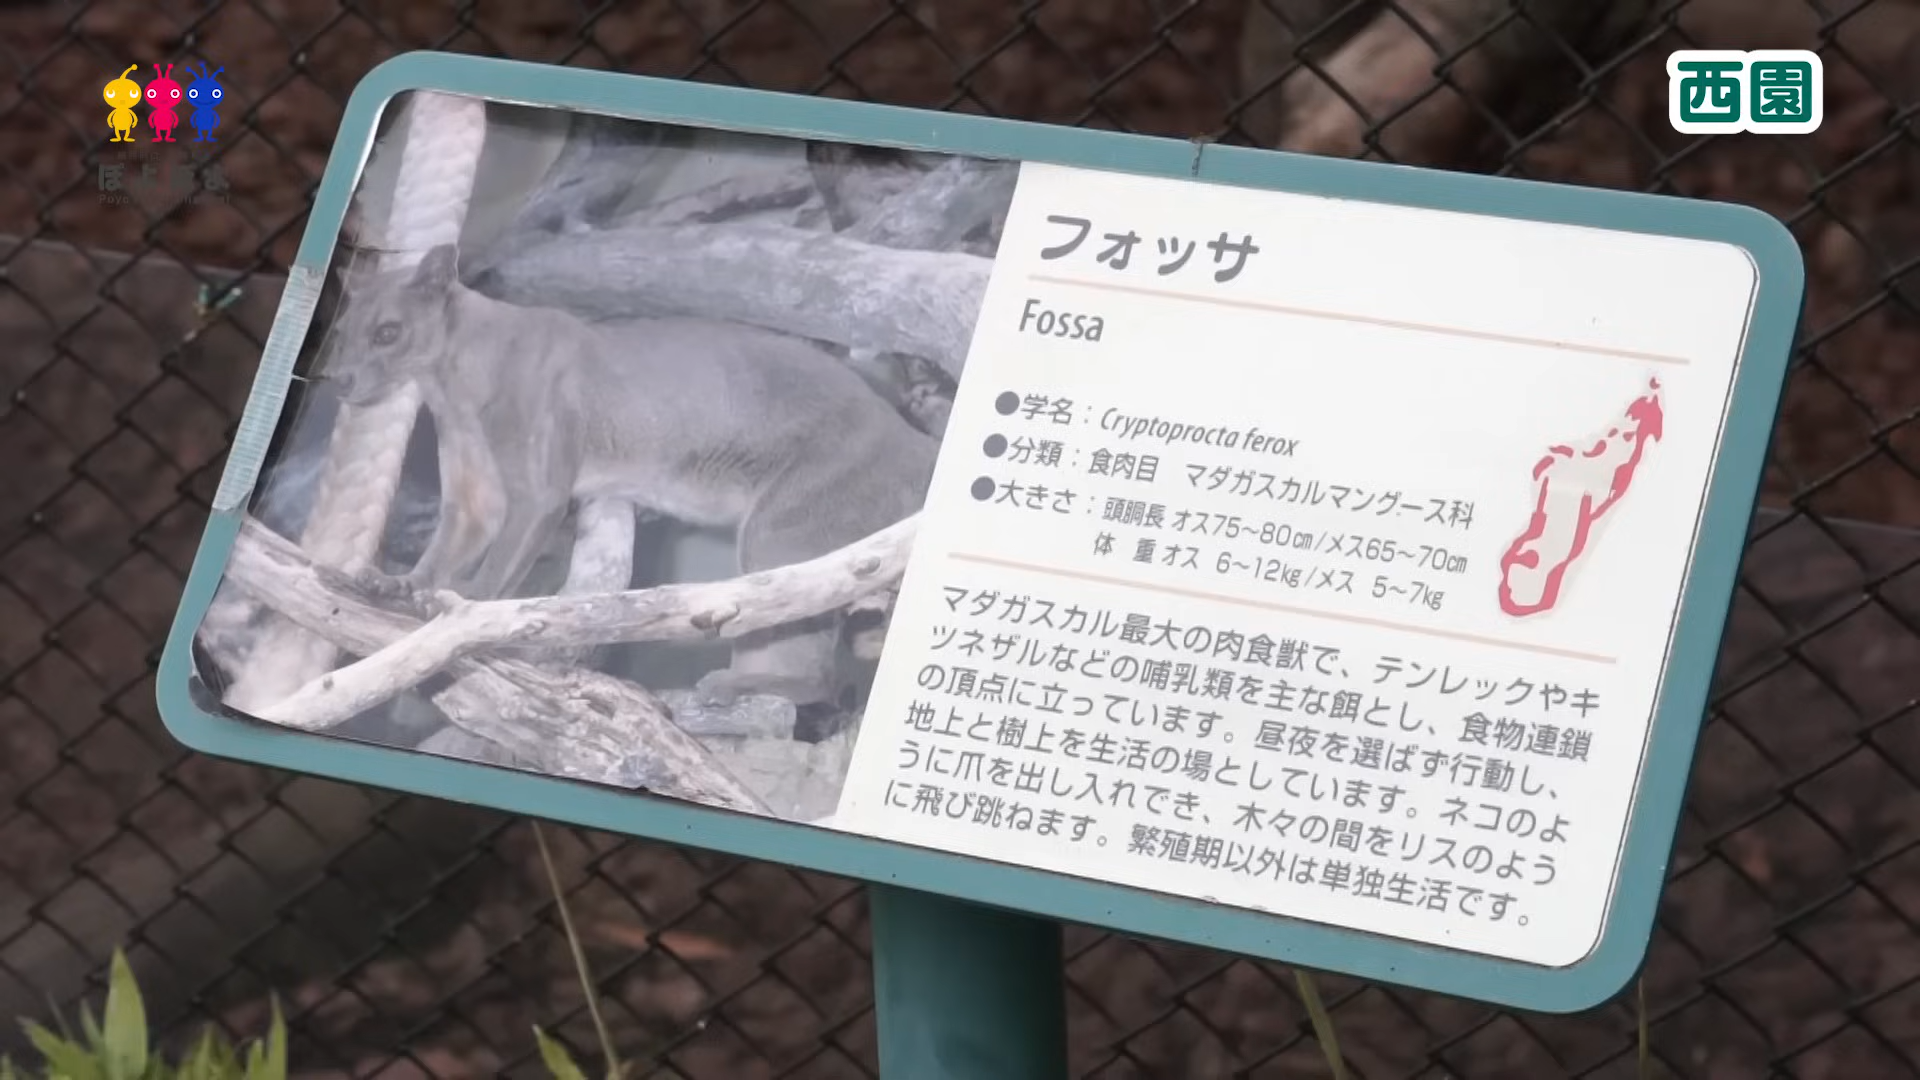 西園
フォッサ
Fossa
●学名：Cryptoprocta ferox
●分類：食肉目 マダガスカルマングース科
●大きさ：頭胴長 オス75〜80㎝/メス65〜70㎝
体 重 オス 6〜12㎏/メス 5〜7㎏
マダガスカル最大の肉食獣で、テンレックやキ
ツネザルなどの哺乳類を主な餌とし、食物連鎖
の頂点に立っています。昼夜を選ばず行動し、
地上と樹上を生活の場としています。ネコのよ
うに爪を出し入れでき、木々の間をリスのよう
に飛び跳ねます。繁殖期以外は単独生活です。